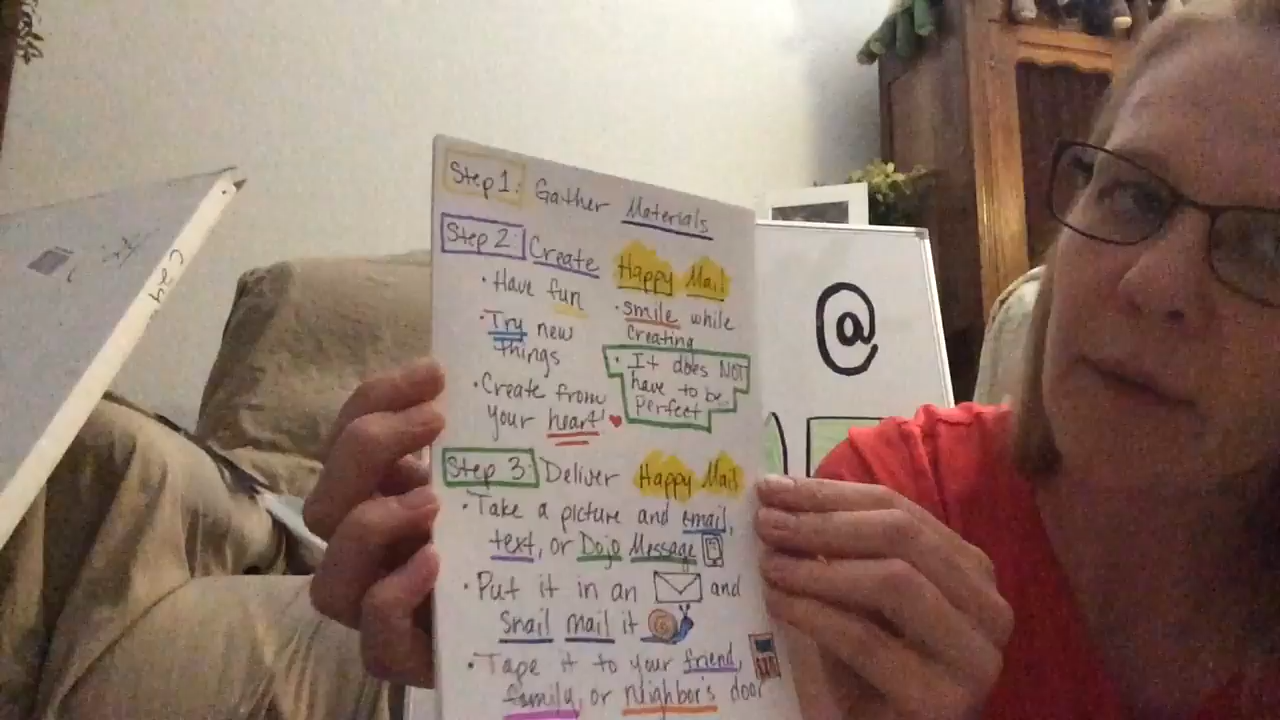 Step 1: Gather Materials
Step 2: Create Happy Mail
• Have fun
• Try new
things
• Create from
your heart
• smile while
creating
• It does NOT
have to be
perfect
Step 3: Deliver Happy Mail
• Take a picture and email,
text, or Dojo Message
• Put it in an and
snail mail it
• Tape it to your friend,
family, or neighbor's door
@